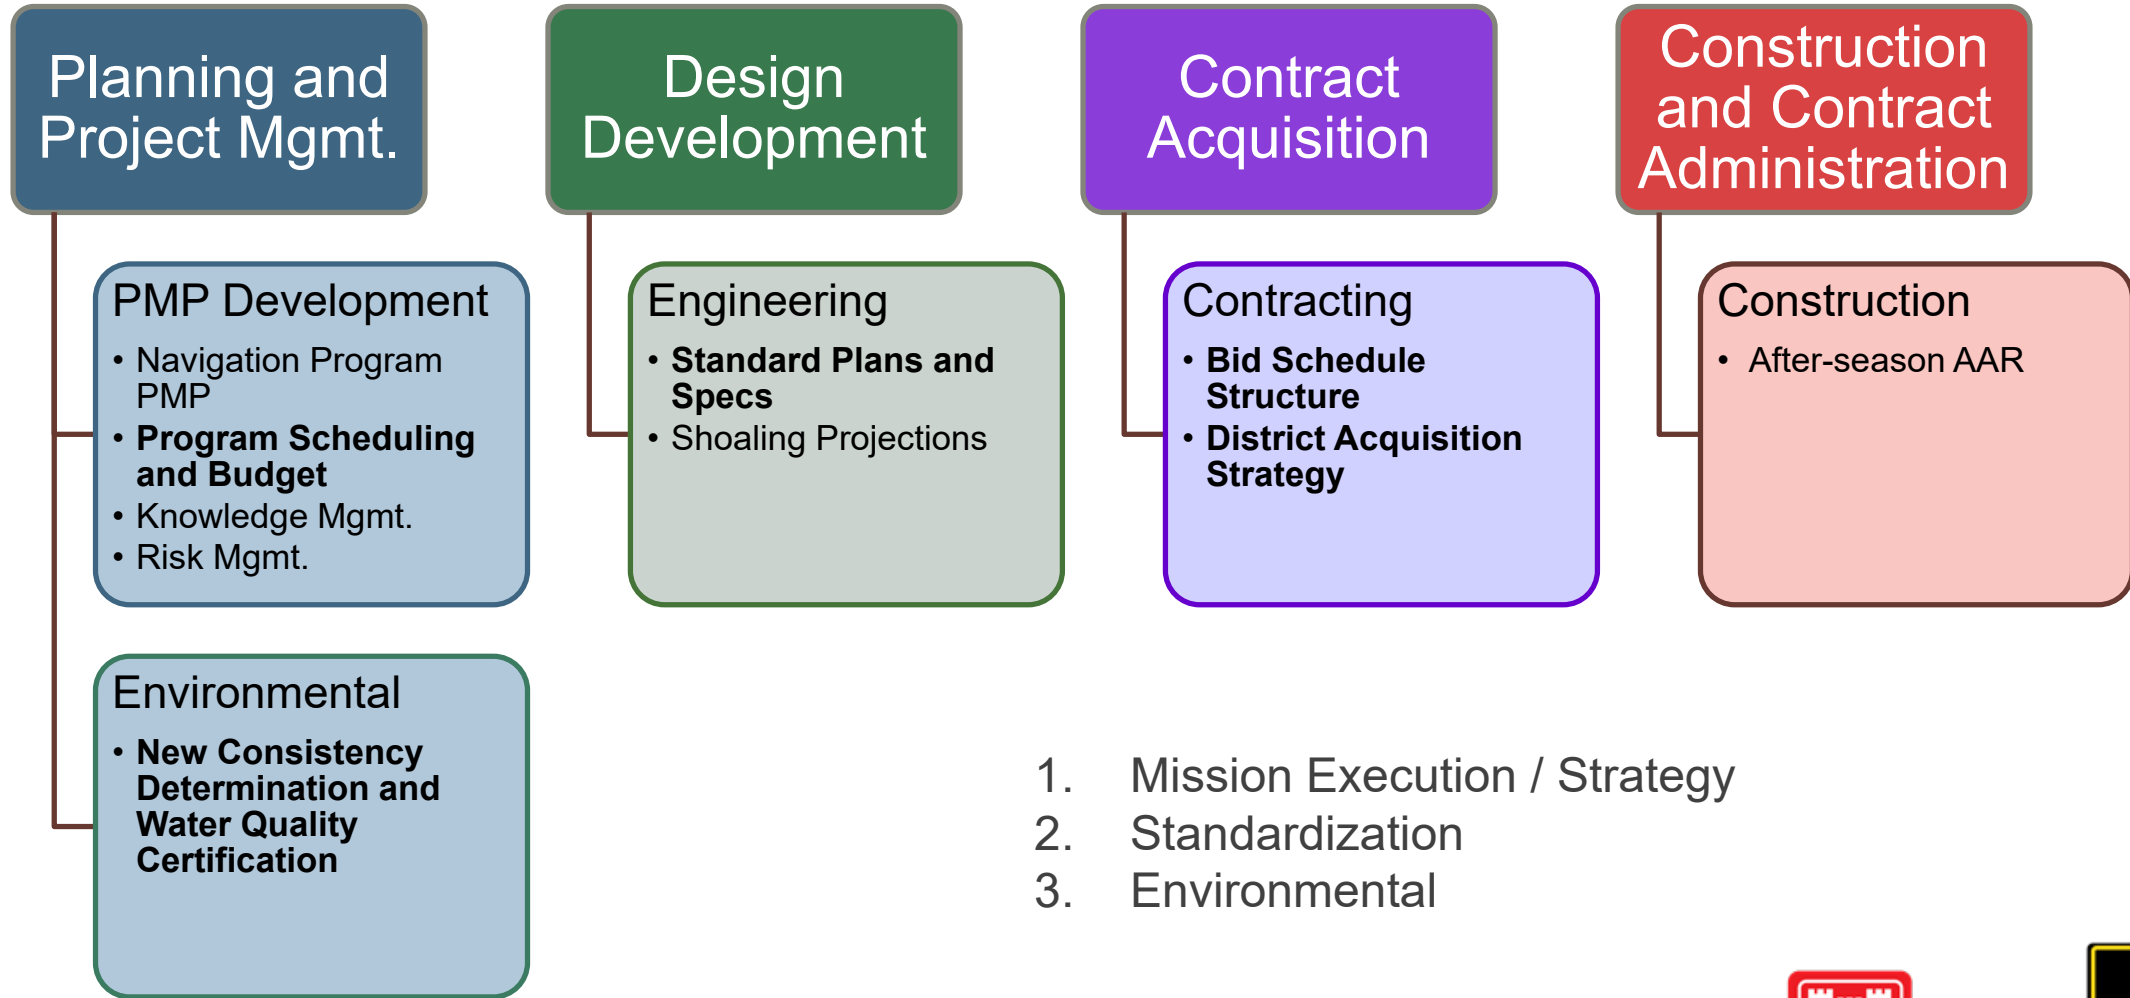 Planning and
Project Mgmt.
Design
Development
Contract
Acquisition
Construction
and Contract
Administration
PMP Development
• Navigation Program
PMP
• Program Scheduling
and Budget
• Knowledge Mgmt.
• Risk Mgmt.
Environmental
• New Consistency
Determination and
Water Quality
Certification
Engineering
• Standard Plans and
Specs
• Shoaling Projections
Contracting
• Bid Schedule
Structure
• District Acquisition
Strategy
Construction
• After-season AAR
1. Mission Execution / Strategy
2. Standardization
3. Environmental